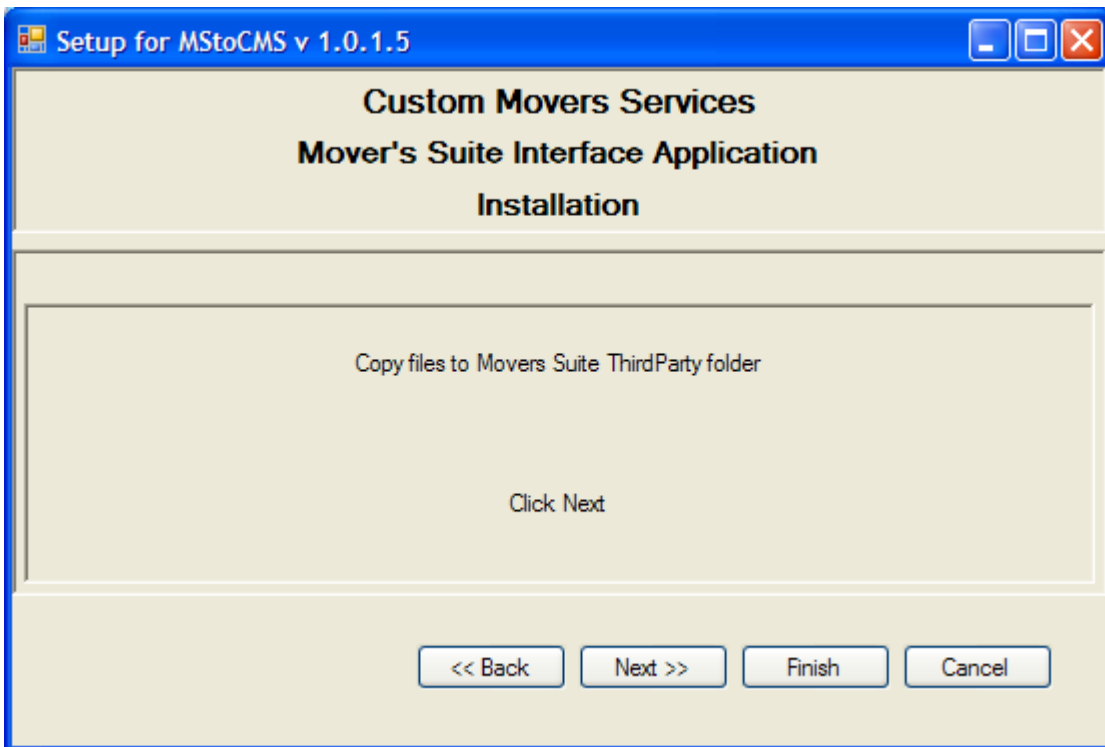 Setup for MStoCMS v 1.0.1.5
Custom Movers Services
Mover's Suite Interface Application
Installation
Copy files to Movers Suite ThirdParty folder
Click Next
<< Back Next >> Finish Cancel